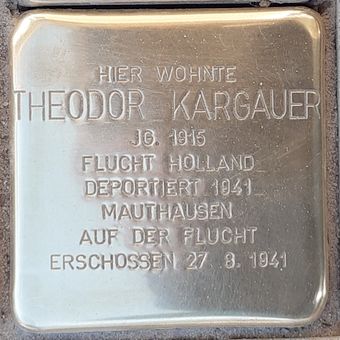 HIER WOHNTE
THEODOR KARGAUER
JG. 1915
FLUCHT HOLLAND
DEPORTIERT 1941
MAUTHAUSEN
AUF DER FLUCHT
ERSCHOSSEN 27. 8. 1941